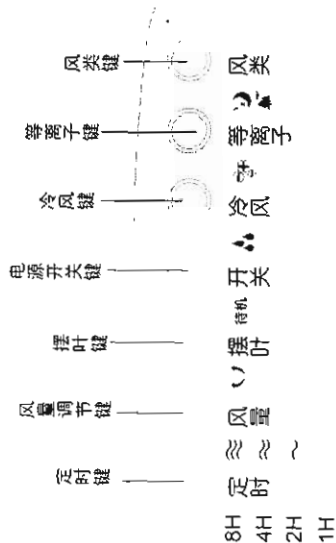 风类键
等离子键
冷风键
电源开关键
摆叶键
风量调节键
定时键
风类
等离子
冷风
开关
待机
摆叶
风量
定时
8H
4H
2H
1H